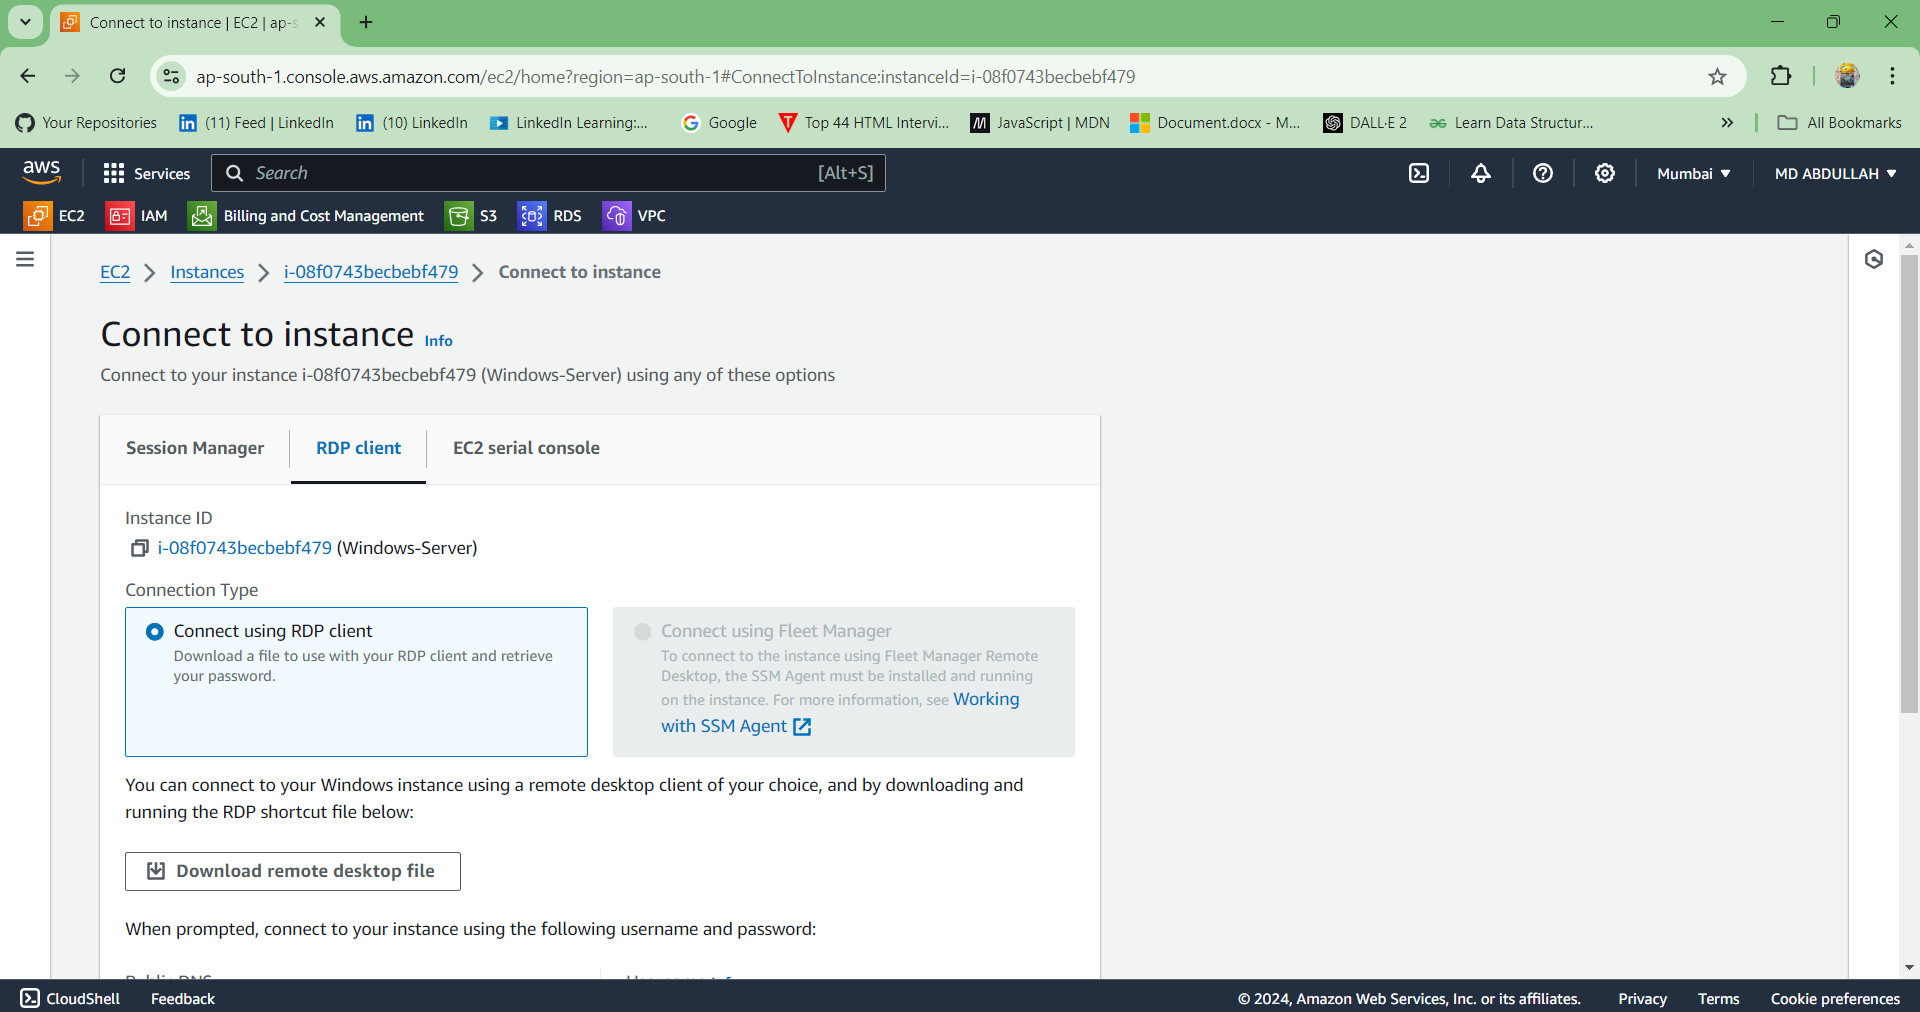 Connect to instance | EC2 | ap-s
ap-south-1.console.aws.amazon.com/ec2/home?region=ap-south-1#ConnectToInstance:instanceId=i-08f0743becbebf479
Your Repositories (11) Feed | LinkedIn (10) LinkedIn LinkedIn Learning:... Google Top 44 HTML Intervi... JavaScript | MDN Document.docx - M... DALL·E 2 Learn Data Structur... All Bookmarks
aws Services Search [Alt+S] Mumbai MD ABDULLAH
EC2 IAM Billing and Cost Management S3 RDS VPC
EC2 Instances i-08f0743becbebf479 Connect to instance
Connect to instance Info
Connect to your instance i-08f0743becbebf479 (Windows-Server) using any of these options
Session Manager RDP client EC2 serial console
Instance ID
i-08f0743becbebf479 (Windows-Server)
Connection Type
Connect using RDP client
Download a file to use with your RDP client and retrieve
your password.
Connect using Fleet Manager
To connect to the instance using Fleet Manager Remote
Desktop, the SSM Agent must be installed and running
on the instance. For more information, see Working
with SSM Agent
You can connect to your Windows instance using a remote desktop client of your choice, and by downloading and
running the RDP shortcut file below:
Download remote desktop file
When prompted, connect to your instance using the following username and password:
CloudShell Feedback © 2024, Amazon Web Services, Inc. or its affiliates. Privacy Terms Cookie preferences